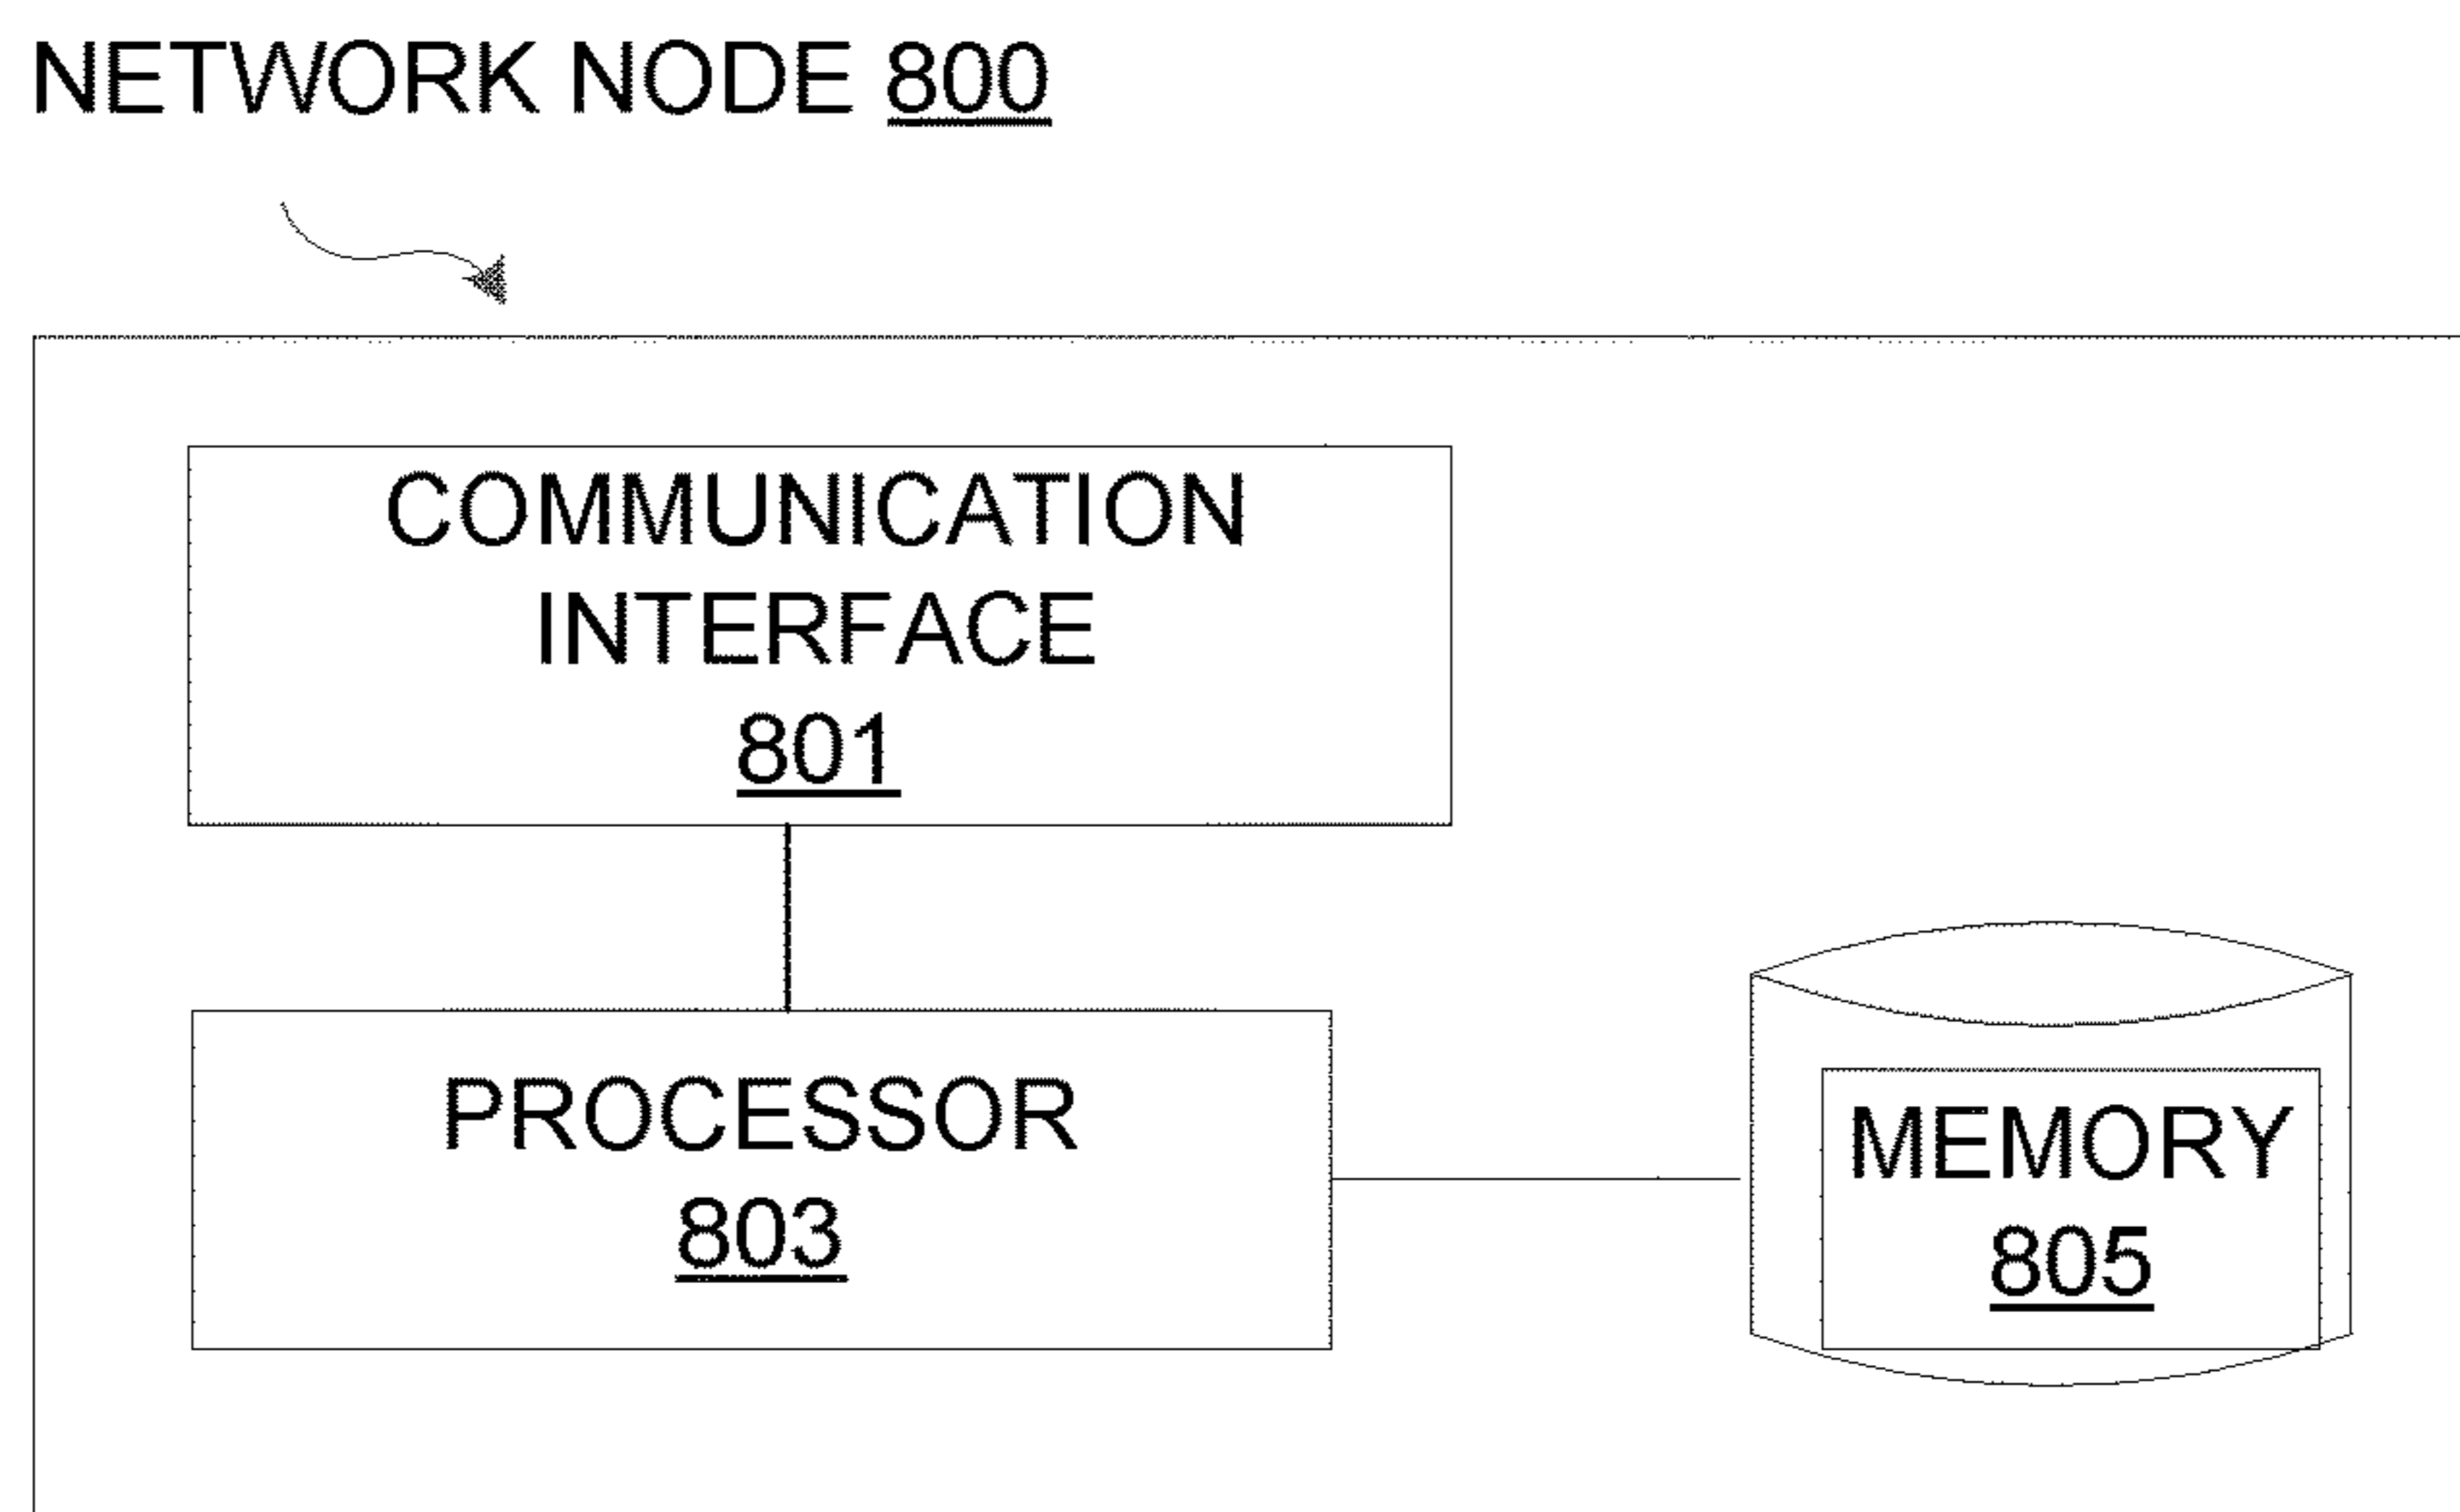 NETWORK NODE 800
COMMUNICATION
INTERFACE
801
PROCESSOR
803
MEMORY
805